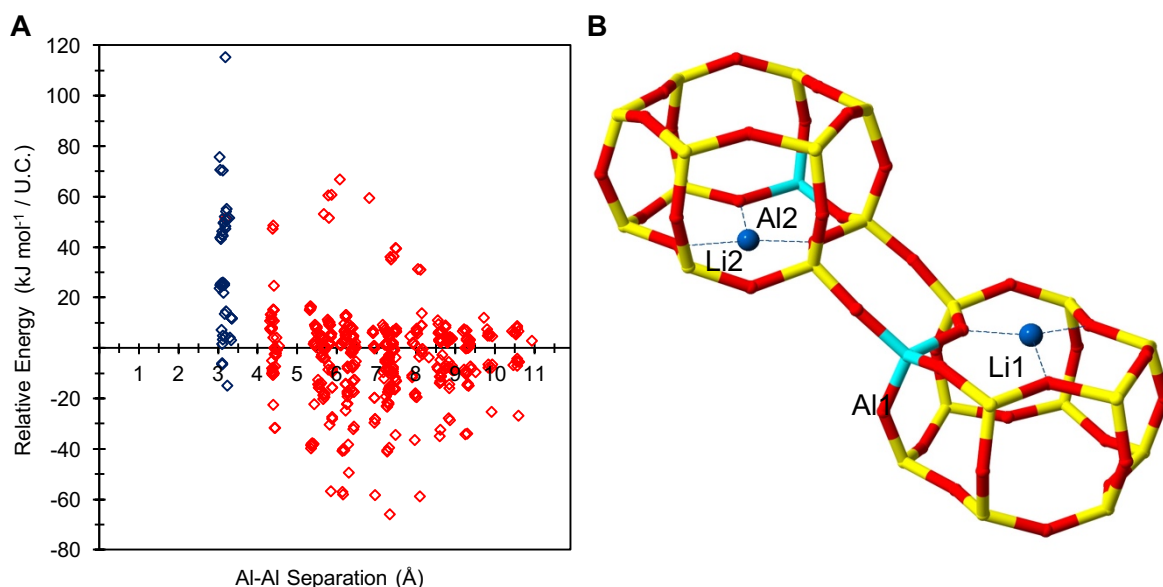 A
B
Relative Energy (kJ mol⁻¹ / U.C.)
120
100
80
60
40
20
0
-20
-40
-60
-80
1 2 3 4 5 6 7 8 9 10 11
Al-Al Separation (Å)
Al2
Li2
Li1
Al1